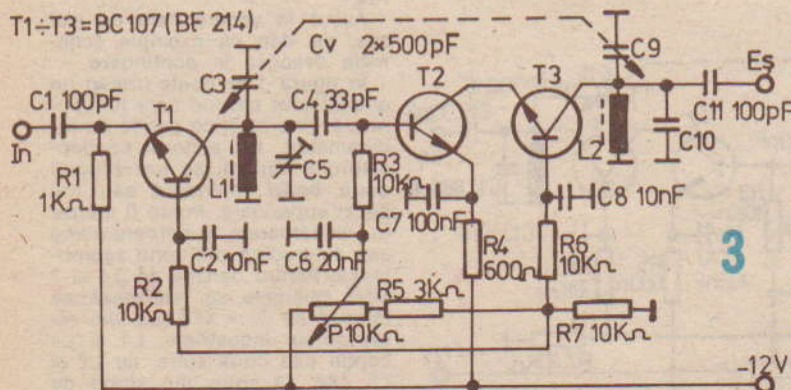 T1÷T3=BC107(BF 214)
Cv 2×500pF
C9
Eş
C3
C1 100pF
T1
C4 33pF
T2
T3
C11 100pF
In
L1
C5
R3
10KΩ
L2
C10
R1
1KΩ
C7 100nF
C8 10nF
C2 10nF
C6 20nF
R4
600Ω
R6
10KΩ
3
R2
10KΩ
P10KΩ
R5 3KΩ
R7 10KΩ
-12V